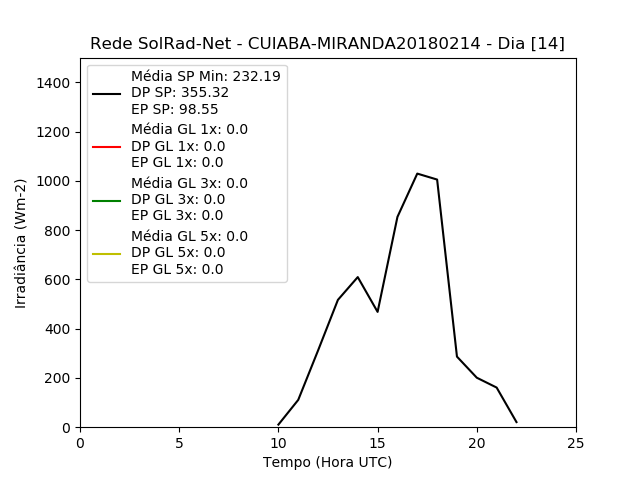 Rede SolRad-Net - CUIABA-MIRANDA20180214 - Dia [14]
Média SP Min: 232.19
DP SP: 355.32
EP SP: 98.55
Média GL 1x: 0.0
DP GL 1x: 0.0
EP GL 1x: 0.0
Média GL 3x: 0.0
DP GL 3x: 0.0
EP GL 3x: 0.0
Média GL 5x: 0.0
DP GL 5x: 0.0
EP GL 5x: 0.0
Irradiância (Wm-2)
1400
1200
1000
800
600
400
200
0
0 5 10 15 20 25
Tempo (Hora UTC)